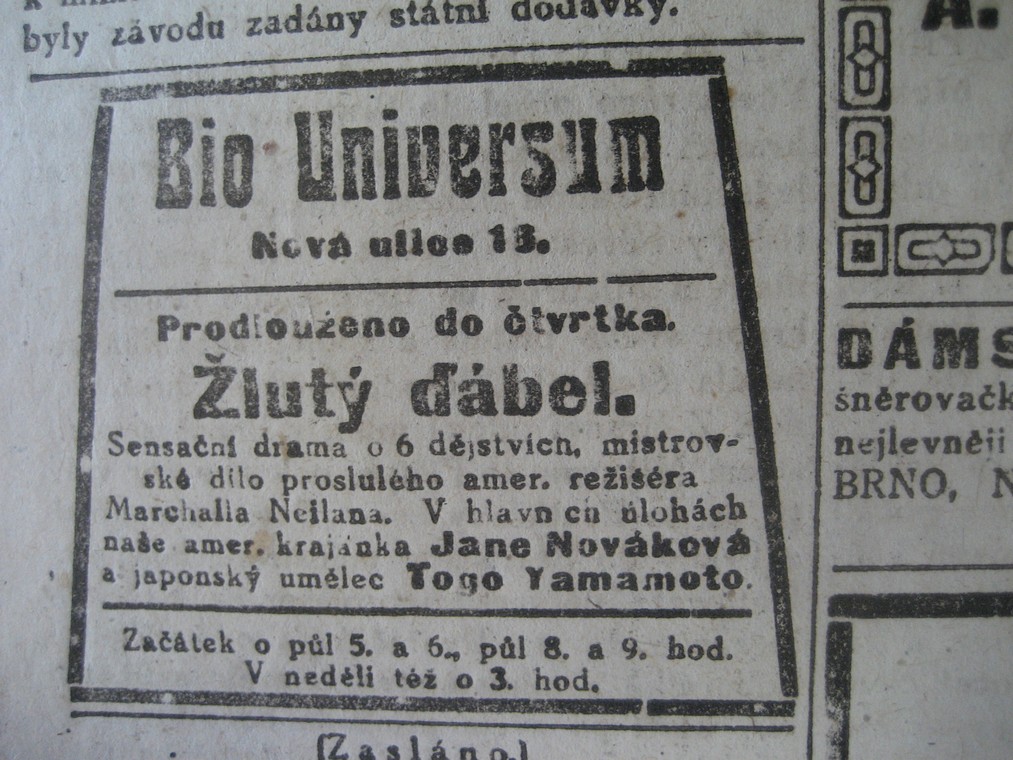 byly závodu zadány státní dodávky.
Bio Universum
Nová ulice 13.
Prodlouženo do čtvrtka.
Žlutý ďábel.
Sensační drama o 6 dějstvích, mistrov-
ské dílo proslulého amer. režiséra
Marchalla Neilana. V hlavních úlohách
naše amer. krajanka Jane Nováková
a japonský umělec Togo Yamamoto.
Začátek o půl 5. a 6., půl 8. a 9. hod.
V neděli též o 3. hod.
(Zasláno.)
A.
DÁMS
šněrovačk
nejlevněji
BRNO, N